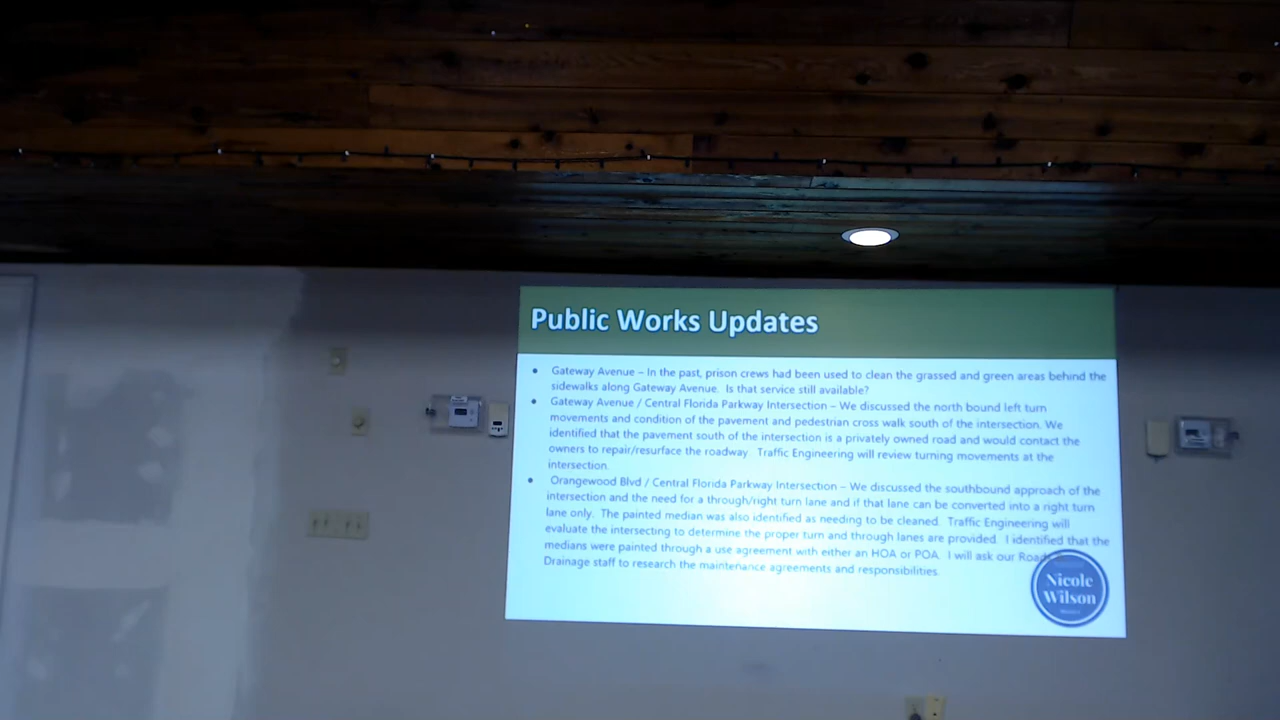 Public Works Updates
• Gateway Avenue – In the past, prison crews had been used to clean the grassed and green areas behind the
sidewalks along Gateway Avenue. Is that service still available?
• Gateway Avenue / Central Florida Parkway Intersection – We discussed the north bound left turn
movements and condition of the pavement and pedestrian cross walk south of the intersection. We
identified that the pavement south of the intersection is a privately owned road and would contact the
owners to repair/resurface the roadway. Traffic Engineering will review turning movements at the
intersection.
• Orangewood Blvd / Central Florida Parkway Intersection – We discussed the southbound approach of the
intersection and the need for a through/right turn lane and if that lane can be converted into a right turn
lane only. The painted median was also identified as needing to be cleaned. Traffic Engineering will
evaluate the intersecting to determine the proper turn and through lanes are provided. I identified that the
medians were painted through a use agreement with either an HOA or POA. I will ask our
Drainage staff to research the maintenance agreements and responsibilities.
Nicole
Wilson